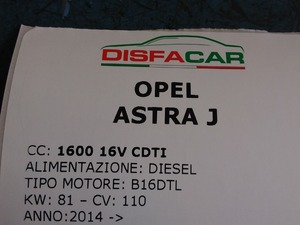 DISFACAR
OPEL
ASTRA J
CC: 1600 16V CDTI
ALIMENTAZIONE: DIESEL
TIPO MOTORE: B16DTL
KW: 81 – CV: 110
ANNO:2014 ->